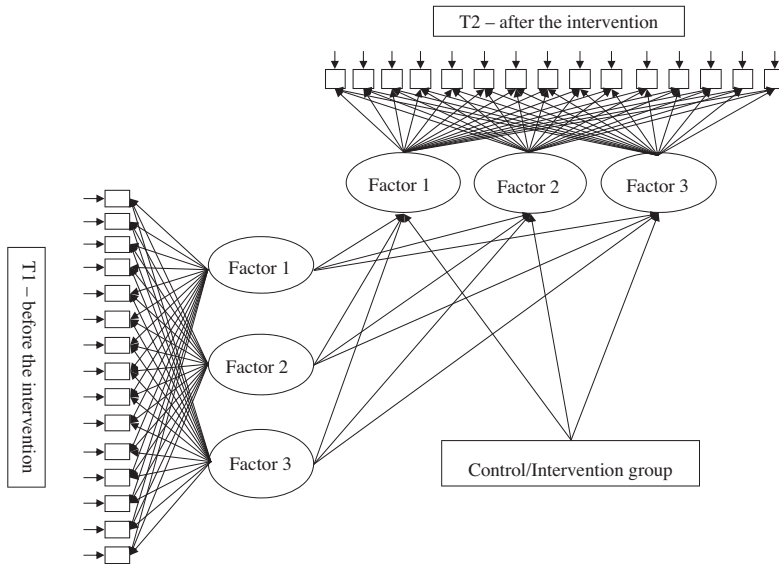 T2 – after the intervention
Factor 1
Factor 2
Factor 3
T1 – before the intervention
Factor 1
Factor 2
Factor 3
Control/Intervention group